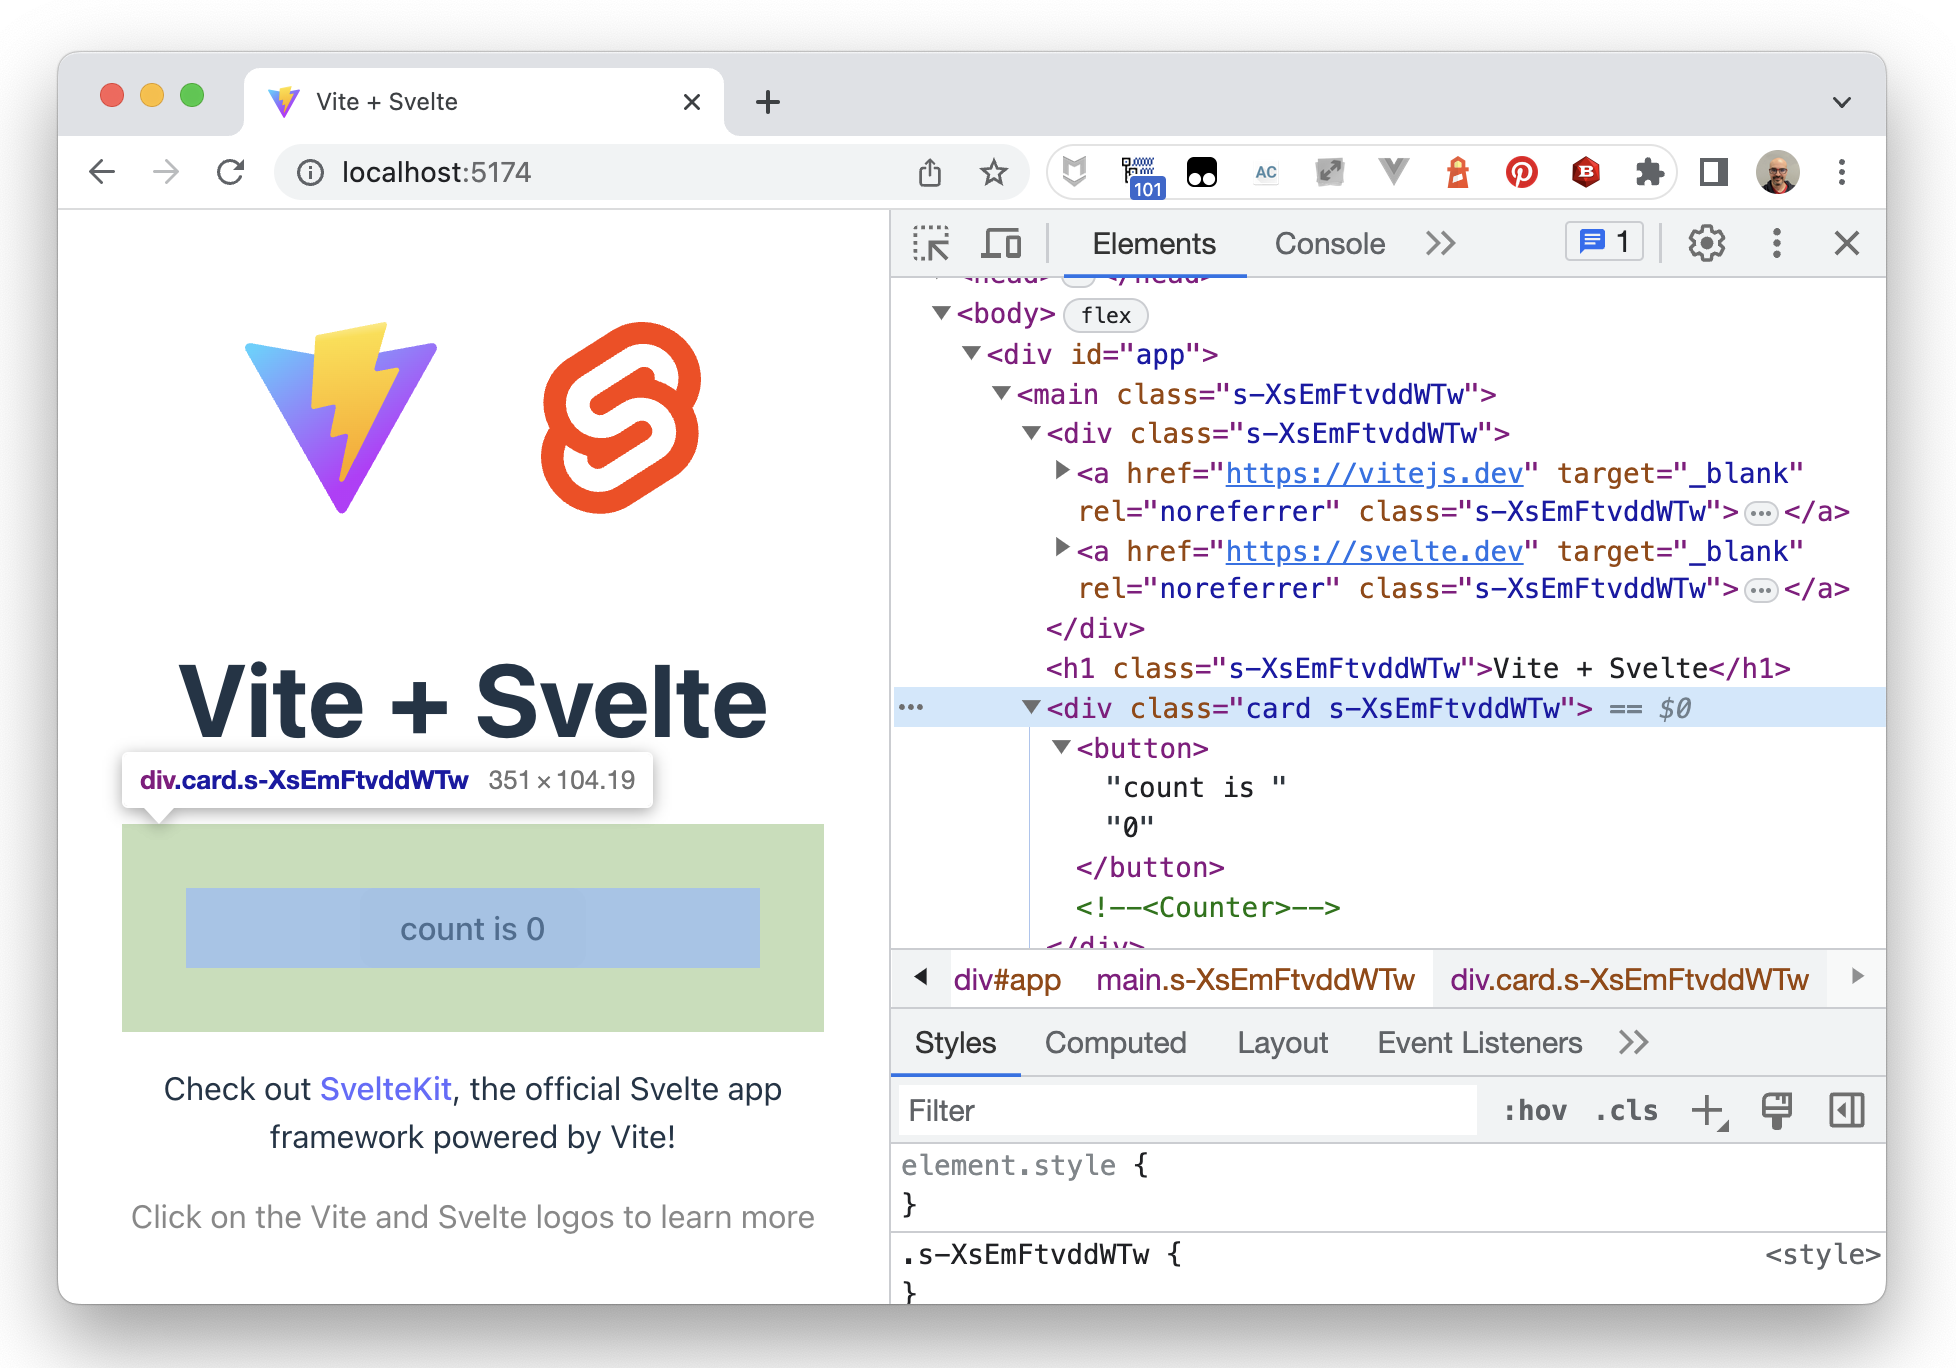 Vite + Svelte
localhost:5174
101
AC
B
Elements
Console
1
<head> … </head>
<body> flex
<div id="app">
<main class="s-XsEmFtvddWTw">
<div class="s-XsEmFtvddWTw">
<a href="https://vitejs.dev" target="_blank"
rel="noreferrer" class="s-XsEmFtvddWTw">…</a>
<a href="https://svelte.dev" target="_blank"
rel="noreferrer" class="s-XsEmFtvddWTw">…</a>
</div>
<h1 class="s-XsEmFtvddWTw">Vite + Svelte</h1>
… <div class="card s-XsEmFtvddWTw"> == $0
<button>
"count is "
"0"
</button>
<!--<Counter>-->
</div>
div#app main.s-XsEmFtvddWTw div.card.s-XsEmFtvddWTw
Styles Computed Layout Event Listeners
Filter :hov .cls
element.style {
}
.s-XsEmFtvddWTw { <style>
}
Vite + Svelte
div.card.s-XsEmFtvddWTw 351×104.19
count is 0
Check out SvelteKit, the official Svelte app
framework powered by Vite!
Click on the Vite and Svelte logos to learn more